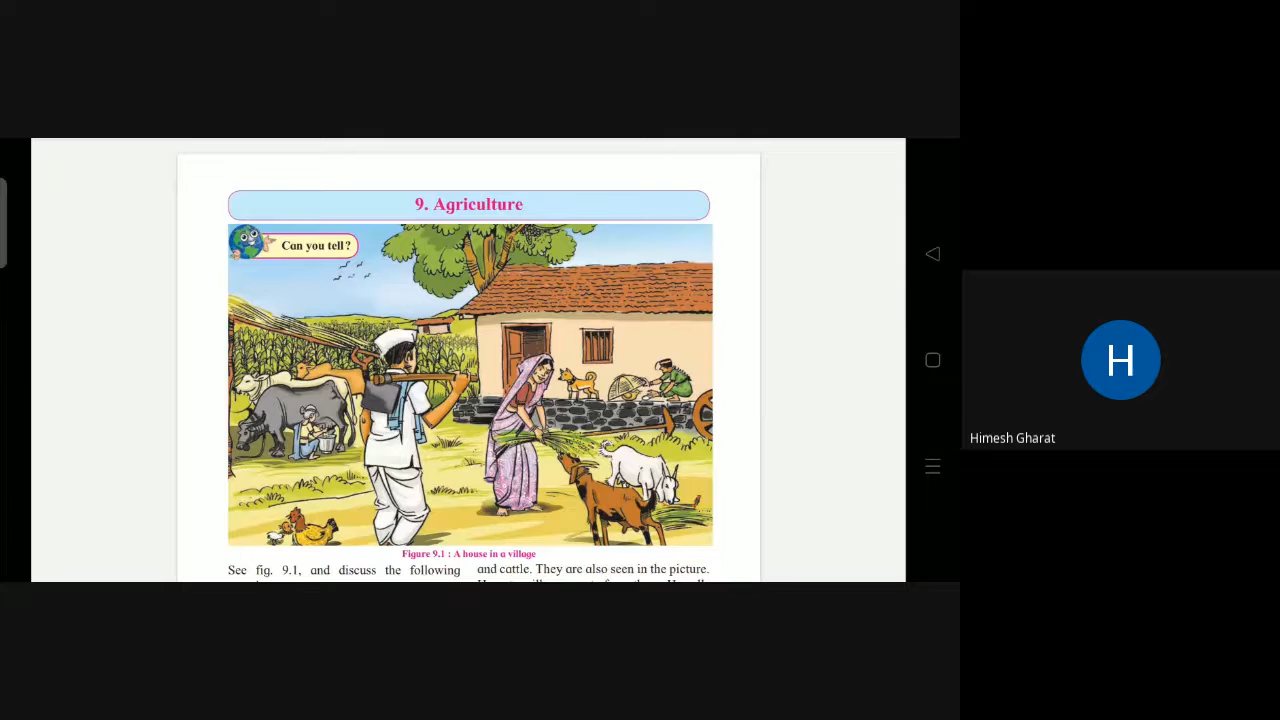 9. Agriculture
Can you tell?
Figure 9.1 : A house in a village
See fig. 9.1, and discuss the following
and cattle. They are also seen in the picture.
H
Himesh Gharat